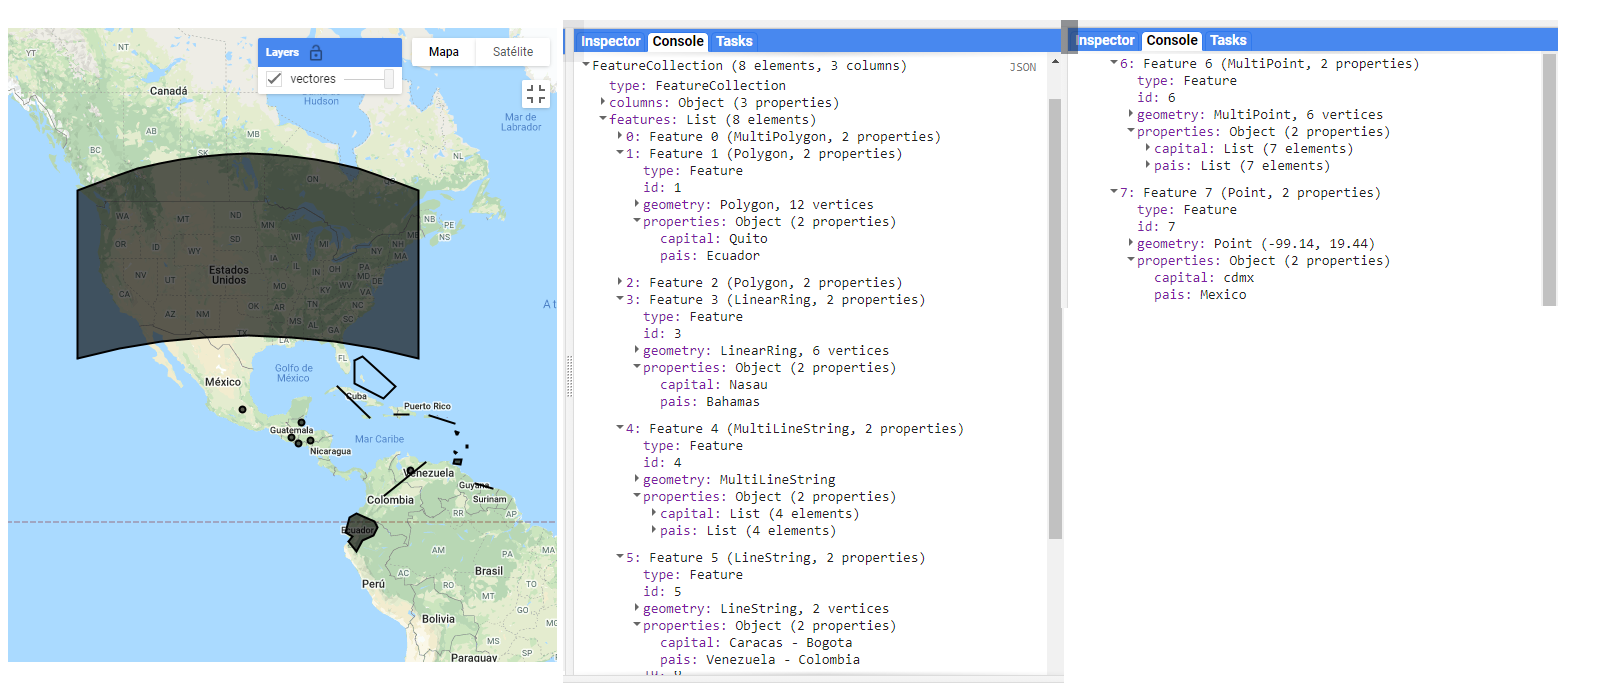 Layers
vectores
Mapa
Satélite
YT
NT
Canadá
Hudson
Mar de
Labrador
AB
MB
BC
SK
NL
ON
QC
NB
PE
NS
WA
MT
ND
MN
OR
ID
WY
SD
WI
MI
NY
NH
MA
IA
NV
UT
Estados
Unidos
IL
IN
OH
PA
MD
DE
CA
MO
KY
WV
VA
AZ
NM
OK
AR
TN
NC
MS
AL
SC
GA
TX
LA
FL
At
México
Golfo de
México
Cuba
Puerto Rico
Guatemala
Nicaragua
Mar Caribe
Venezuela
Guyana
Surinam
Colombia
RR
AP
Ecuador
AM
PA
MA
AC
RO
Brasil
TO
Perú
MT
GO
Bolivia
MS
SP
Paraguay
Inspector
Console
Tasks
FeatureCollection (8 elements, 3 columns)
JSON
type: FeatureCollection
columns: Object (3 properties)
features: List (8 elements)
0: Feature 0 (MultiPolygon, 2 properties)
1: Feature 1 (Polygon, 2 properties)
type: Feature
id: 1
geometry: Polygon, 12 vertices
properties: Object (2 properties)
capital: Quito
pais: Ecuador
2: Feature 2 (Polygon, 2 properties)
3: Feature 3 (LinearRing, 2 properties)
type: Feature
id: 3
geometry: LinearRing, 6 vertices
properties: Object (2 properties)
capital: Nasau
pais: Bahamas
4: Feature 4 (MultiLineString, 2 properties)
type: Feature
id: 4
geometry: MultiLineString
properties: Object (2 properties)
capital: List (4 elements)
pais: List (4 elements)
5: Feature 5 (LineString, 2 properties)
type: Feature
id: 5
geometry: LineString, 2 vertices
properties: Object (2 properties)
capital: Caracas - Bogota
pais: Venezuela - Colombia
Inspector
Console
Tasks
6: Feature 6 (MultiPoint, 2 properties)
type: Feature
id: 6
geometry: MultiPoint, 6 vertices
properties: Object (2 properties)
capital: List (7 elements)
pais: List (7 elements)
7: Feature 7 (Point, 2 properties)
type: Feature
id: 7
geometry: Point (-99.14, 19.44)
properties: Object (2 properties)
capital: cdmx
pais: Mexico